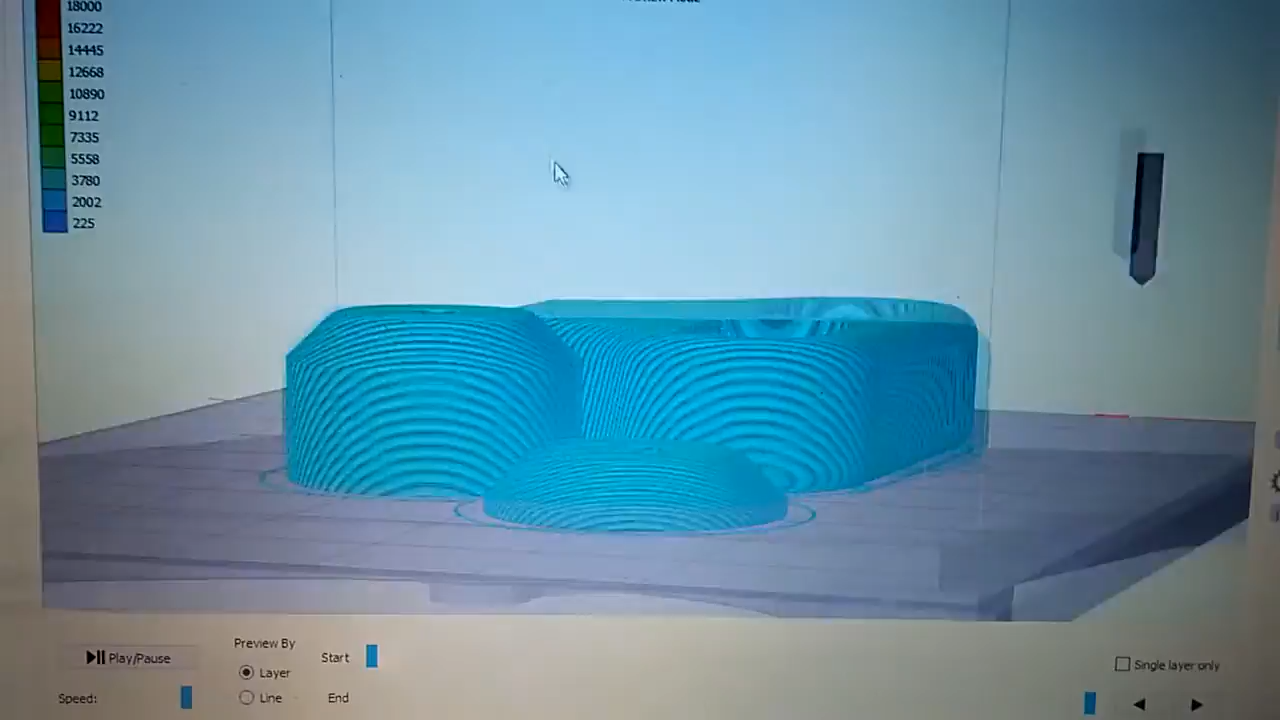 18000
16222
14445
12668
10890
9112
7335
5558
3780
2002
225
Play/Pause
Preview By
Start
Layer
Single layer only
Speed:
Line
End